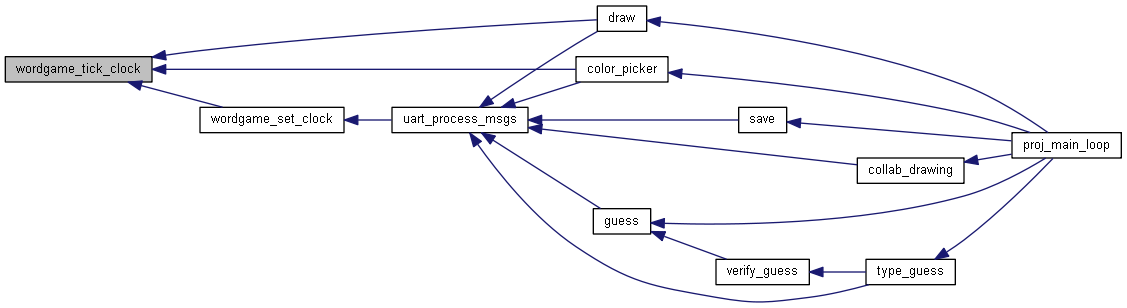 draw
wordgame_tick_clock
color_picker
wordgame_set_clock
uart_process_msgs
save
proj_main_loop
collab_drawing
guess
verify_guess
type_guess